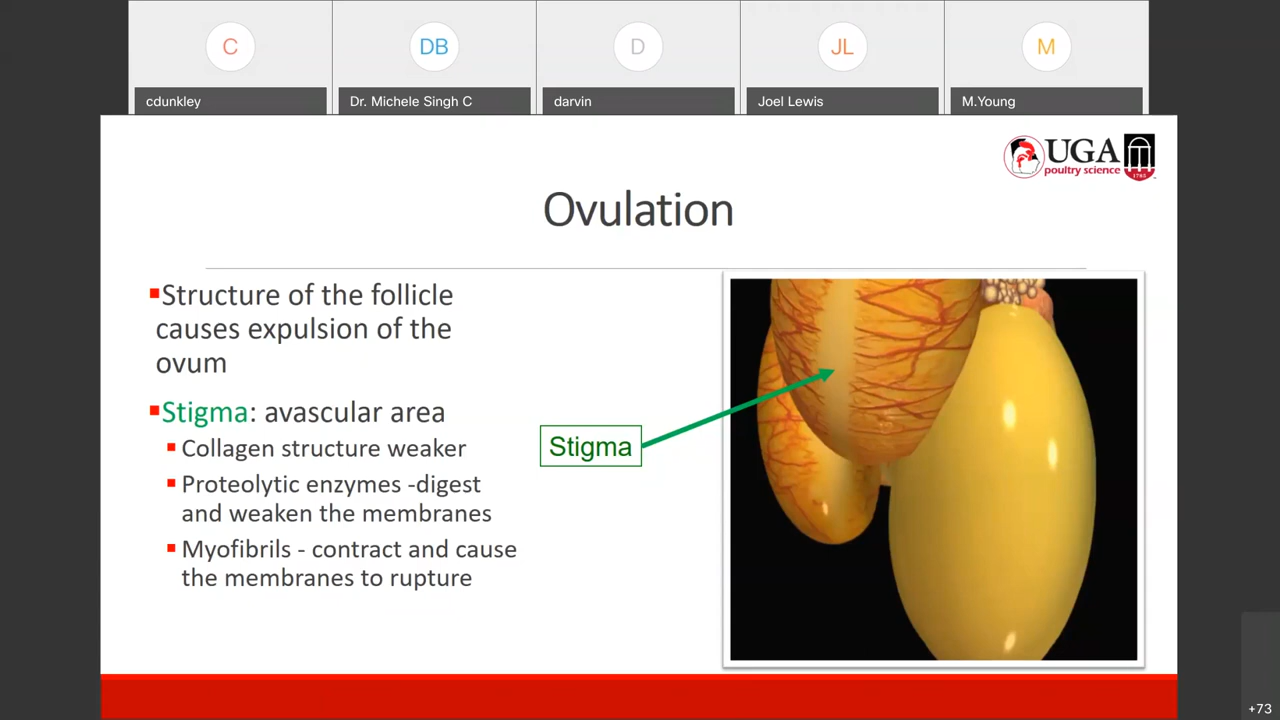 C
DB
D
JL
M
cdunkley
Dr. Michele Singh C
darvin
Joel Lewis
M.Young
UGA
poultry science
1785
Ovulation
Structure of the follicle
causes expulsion of the
ovum
Stigma: avascular area
Collagen structure weaker
Proteolytic enzymes -digest
and weaken the membranes
Myofibrils - contract and cause
the membranes to rupture
Stigma
+73